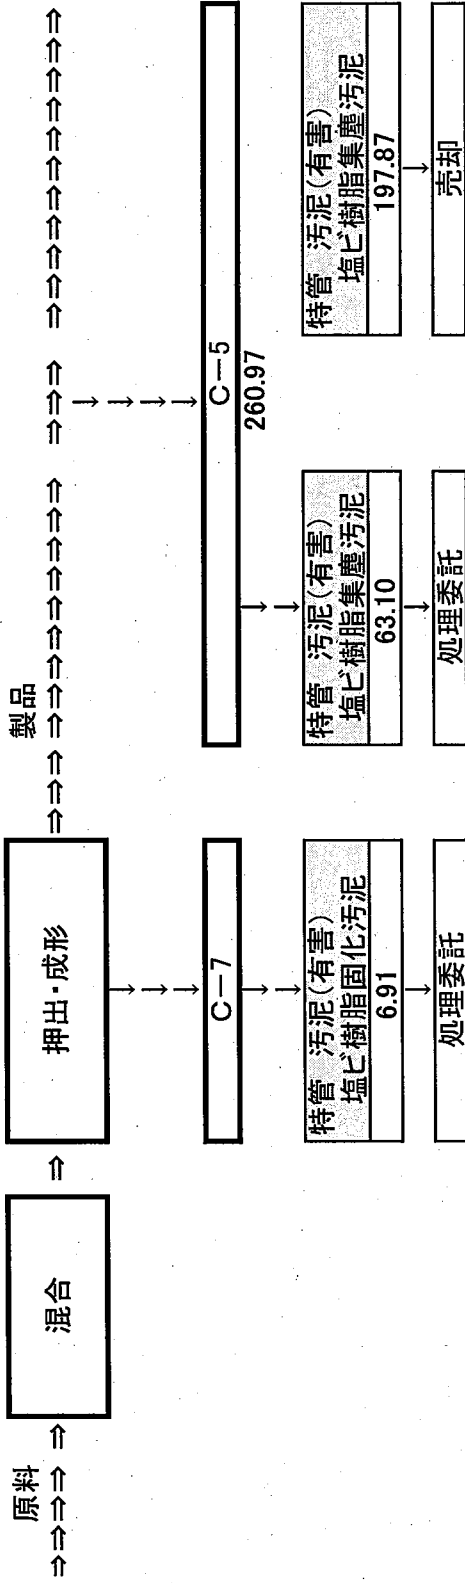 原料
⇒⇒⇒⇒ ⇒
混合
⇒
押出・成形
製品
⇒⇒⇒ ⇒⇒⇒⇒⇒⇒⇒⇒⇒ ⇒⇒⇒ ⇒⇒⇒⇒⇒⇒⇒⇒⇒⇒⇒
C－7
C－5
260.97
特管 汚泥(有害)
塩ビ樹脂固化汚泥
6.91
処理委託
特管 汚泥(有害)
塩ビ樹脂集塵汚泥
63.10
処理委託
特管 汚泥(有害)
塩ビ樹脂集塵汚泥
197.87
売却